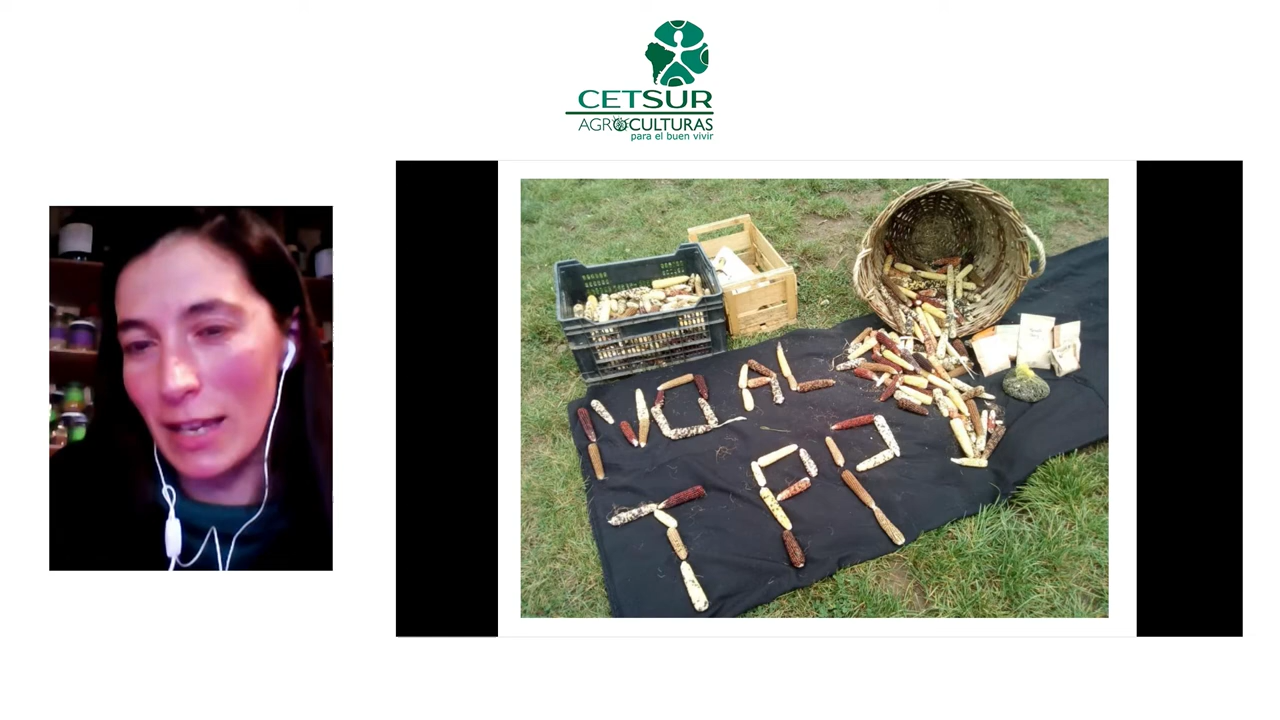 CETSUR
AGROCULTURAS
para el buen vivir
NO AL
TPP